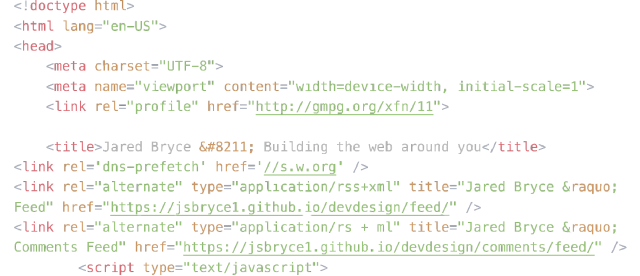 <!doctype html>
<html lang="en-US">
<head>
<meta charset="UTF-8">
<meta name="viewport" content="width=device-width, initial-scale=1">
<link rel="profile" href="http://gmpg.org/xfn/11">
<title>Jared Bryce &#8211; Building the web around you</title>
<link rel='dns-prefetch' href='//s.w.org' />
<link rel="alternate" type="application/rss+xml" title="Jared Bryce &raquo;
Feed" href="https://jsbryce1.github.io/devdesign/feed/" />
<link rel="alternate" type="application/rs + ml" title="Jared Bryce &raquo;
Comments Feed" href="https://jsbryce1.github.io/devdesign/comments/feed/" />
<script type="text/javascript">